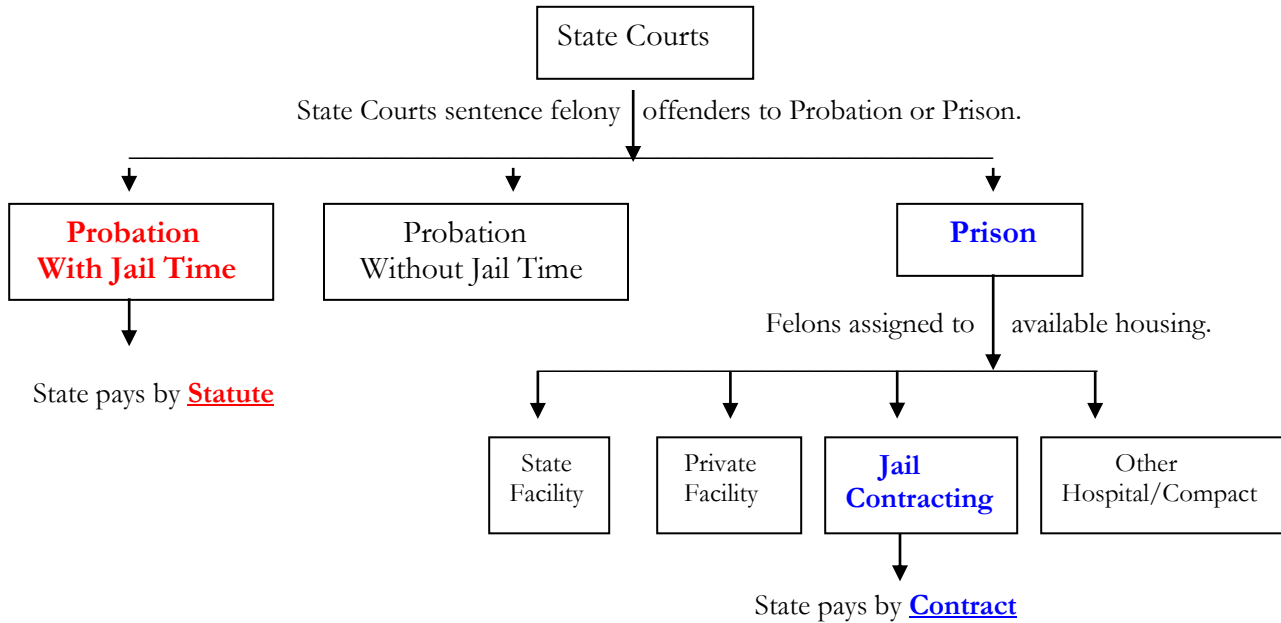 State Courts
State Courts sentence felony offenders to Probation or Prison.
Probation
With Jail Time
Probation
Without Jail Time
Prison
Felons assigned to available housing.
State pays by Statute
State
Facility
Private
Facility
Jail
Contracting
Other
Hospital/Compact
State pays by Contract